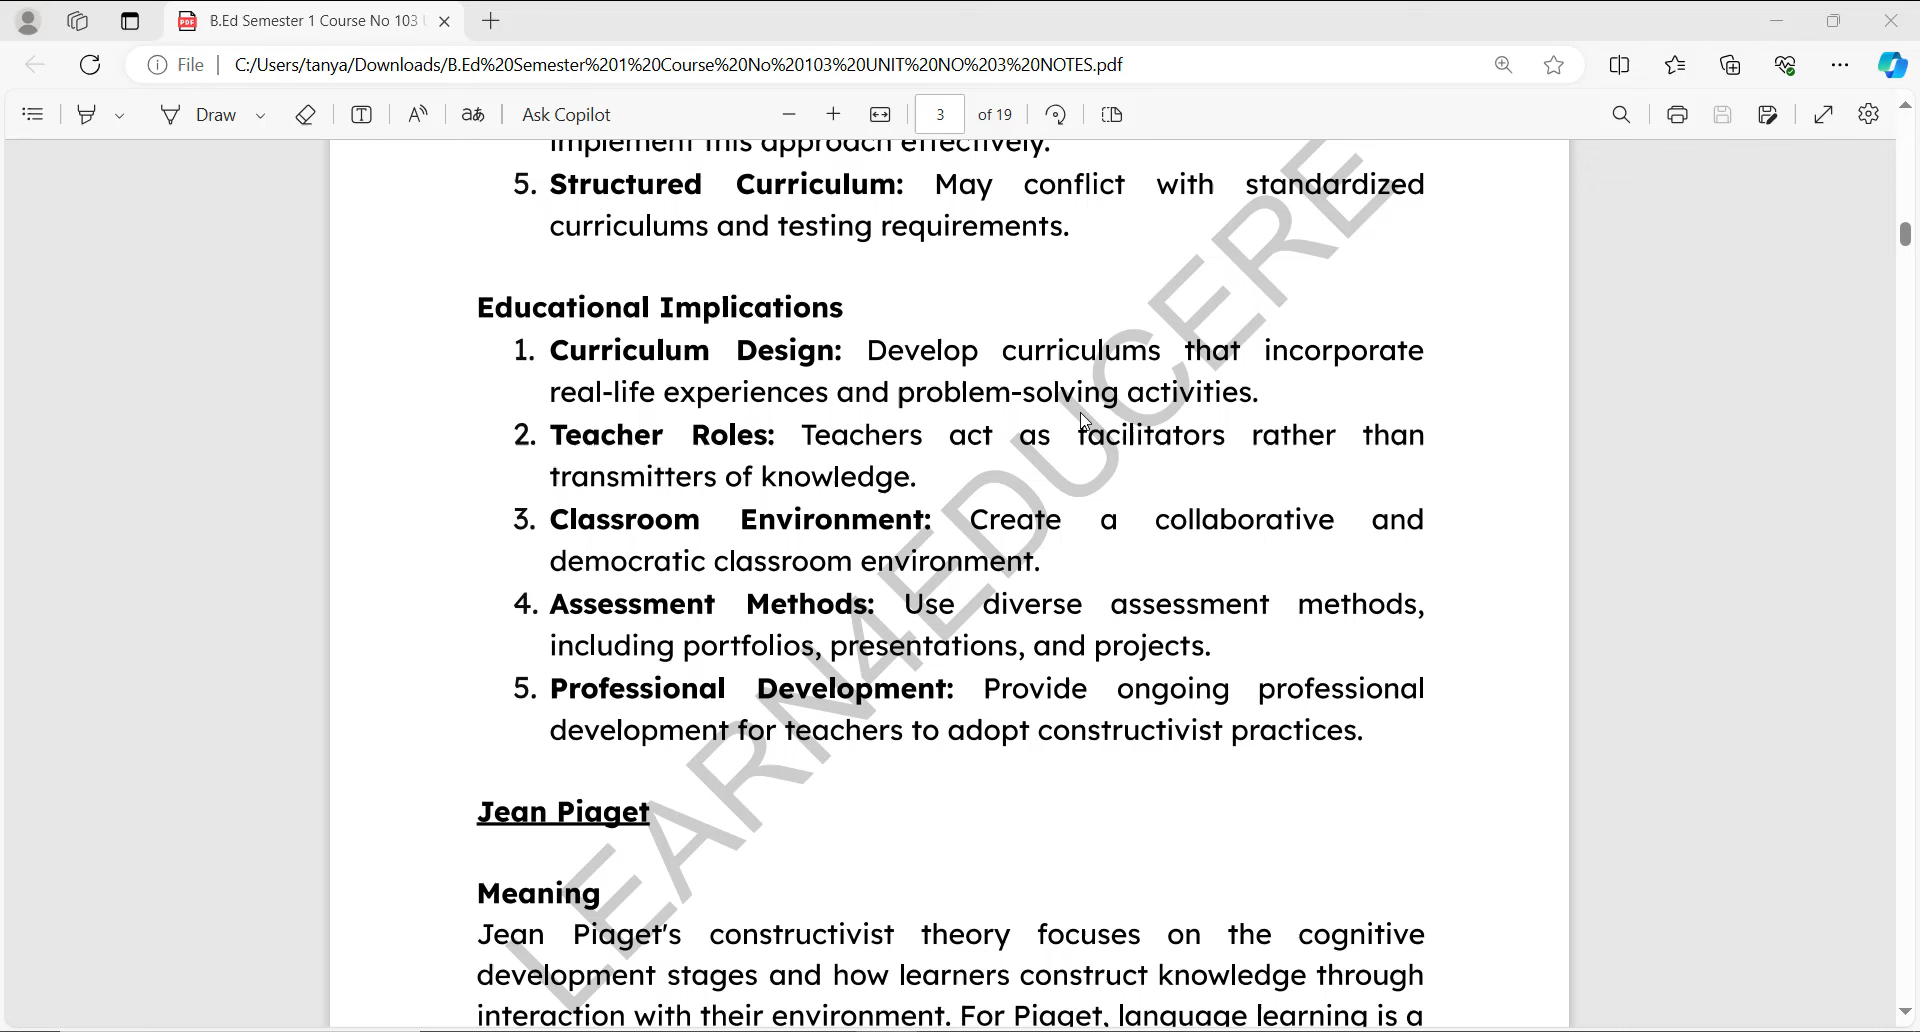 B.Ed Semester 1 Course No 103
File
C:/Users/tanya/Downloads/B.Ed%20Semester%201%20Course%20No%20103%20UNIT%20NO%203%20NOTES.pdf
Draw
Ask Copilot
3 of 19
implement this approach effectively.
5. Structured Curriculum: May conflict with standardized
curriculums and testing requirements.
Educational Implications
1. Curriculum Design: Develop curriculums that incorporate
real-life experiences and problem-solving activities.
2. Teacher Roles: Teachers act as facilitators rather than
transmitters of knowledge.
3. Classroom Environment: Create a collaborative and
democratic classroom environment.
4. Assessment Methods: Use diverse assessment methods,
including portfolios, presentations, and projects.
5. Professional Development: Provide ongoing professional
development for teachers to adopt constructivist practices.
Jean Piaget
Meaning
Jean Piaget's constructivist theory focuses on the cognitive
development stages and how learners construct knowledge through
interaction with their environment. For Piaget, language learning is a
LEARN4EDUCERE